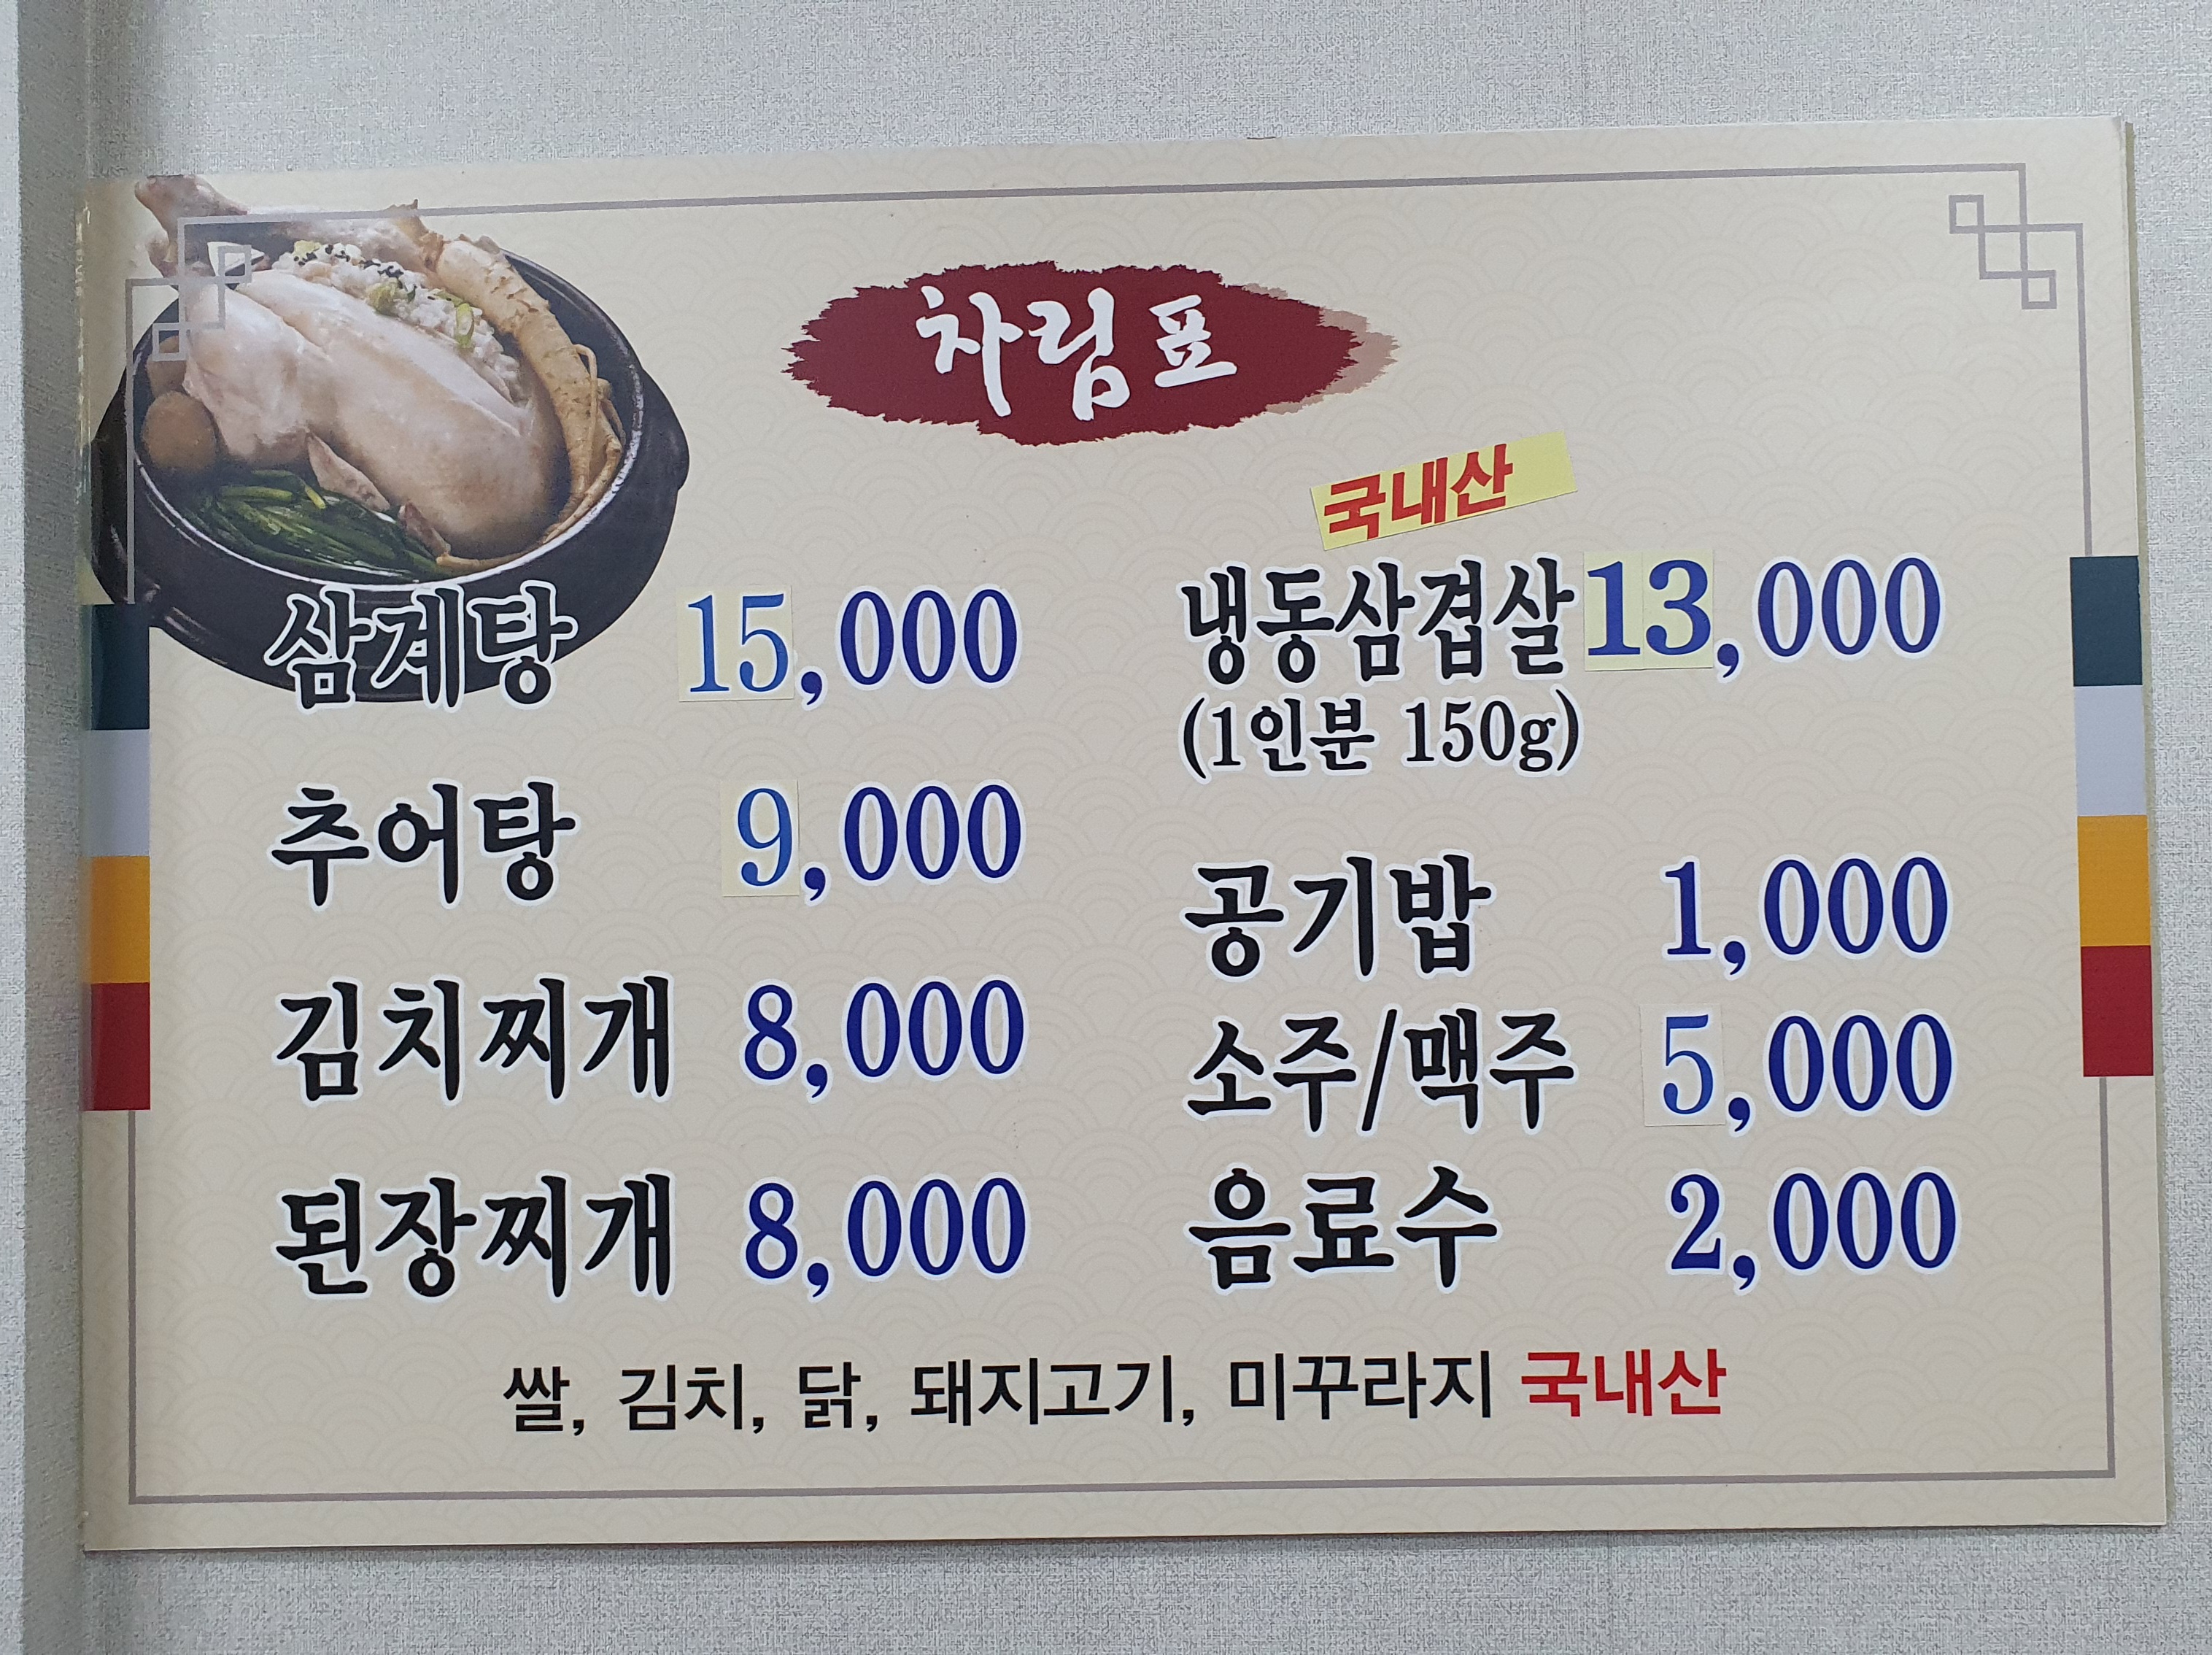 차림표
삼계탕 15,000
추어탕 9,000
김치찌개 8,000
된장찌개 8,000
국내산
냉동삼겹살 13,000
(1인분 150g)
공기밥 1,000
소주/맥주 5,000
음료수 2,000
쌀, 김치, 닭, 돼지고기, 미꾸라지 국내산